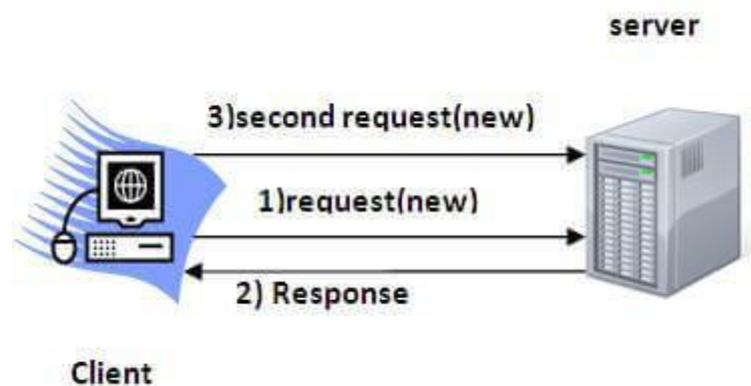 server
3)second request(new)
1)request(new)
2) Response
Client